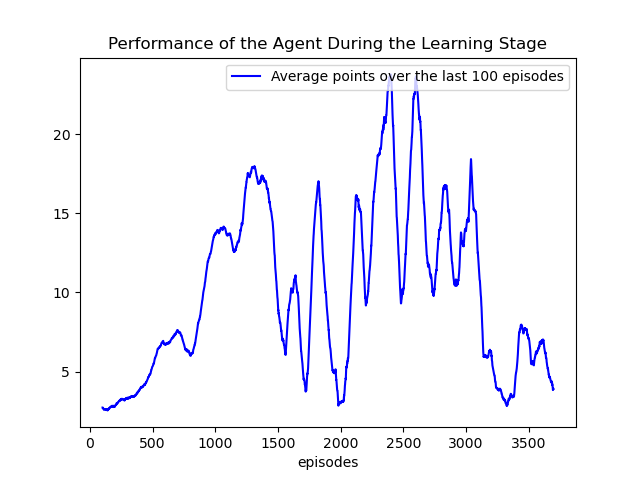 Performance of the Agent During the Learning Stage
Average points over the last 100 episodes
20
15
10
5
0 500 1000 1500 2000 2500 3000 3500
episodes